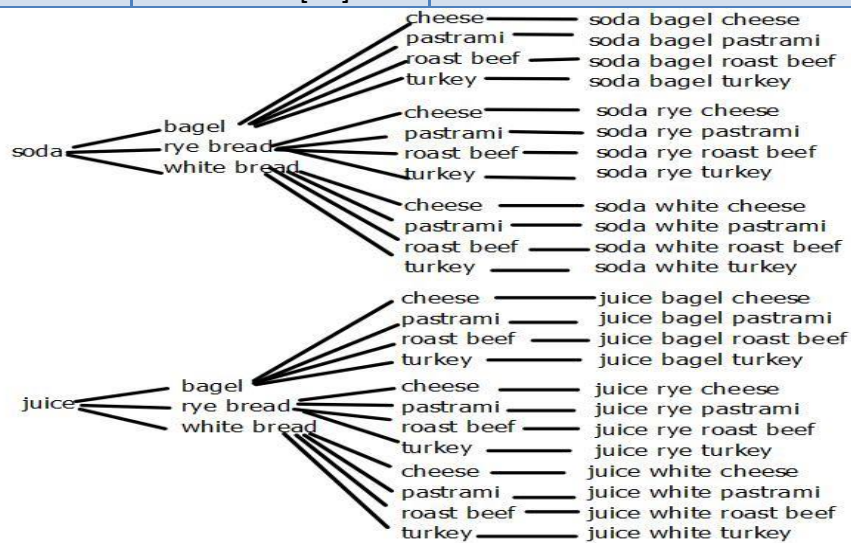 cheese soda bagel cheese
pastrami soda bagel pastrami
roast beef soda bagel roast beef
turkey soda bagel turkey
bagel
soda rye bread
white bread
cheese soda rye cheese
pastrami soda rye pastrami
roast beef soda rye roast beef
turkey soda rye turkey
cheese soda white cheese
pastrami soda white pastrami
roast beef soda white roast beef
turkey soda white turkey
cheese juice bagel cheese
pastrami juice bagel pastrami
roast beef juice bagel roast beef
turkey juice bagel turkey
bagel
juice rye bread
white bread
cheese juice rye cheese
pastrami juice rye pastrami
roast beef juice rye roast beef
turkey juice rye turkey
cheese juice white cheese
pastrami juice white pastrami
roast beef juice white roast beef
turkey juice white turkey